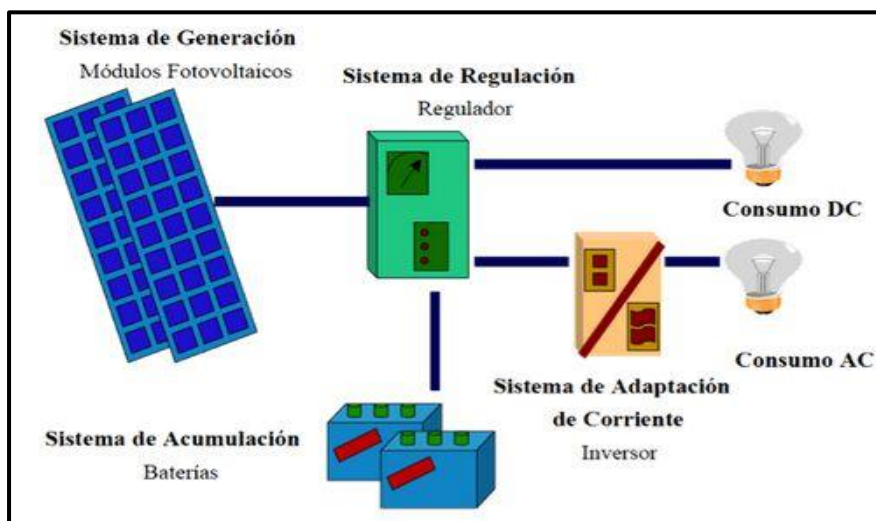 Sistema de Generación
Módulos Fotovoltaicos
Sistema de Regulación
Regulador
Consumo DC
Consumo AC
Sistema de Adaptación
de Corriente
Inversor
Sistema de Acumulación
Baterías